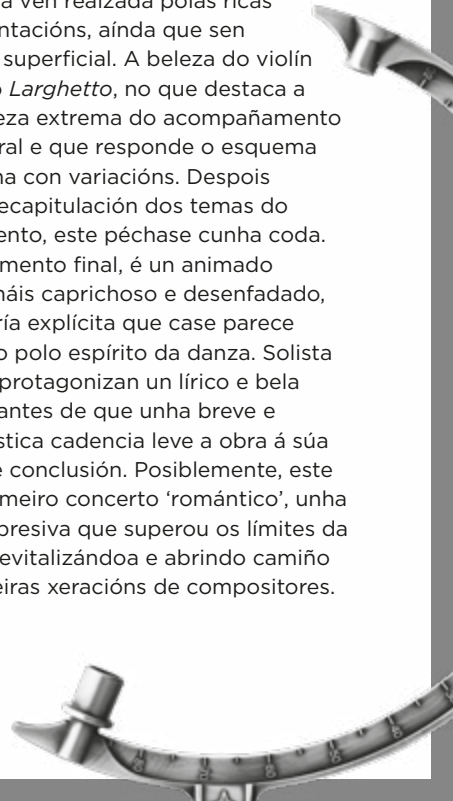 a vén realzada polas ricas
ntacións, aínda que sen
superficial. A beleza do violín
o Larghetto, no que destaca a
eza extrema do acompañamento
ral e que responde o esquema
na con variacións. Despois
ecapitulación dos temas do
ento, este péchase cunha coda.
mento final, é un animado
máis caprichoso e desenfadado,
ría explícita que case parece
o polo espírito da danza. Solista
protagonizan un lírico e bela
antes de que unha breve e
stica cadencia leve a obra á súa
e conclusión. Posiblemente, este
meiro concerto ‘romántico’, unha
presiva que superou os límites da
evitalizándoa e abrindo camiño
eiras xeracións de compositores.